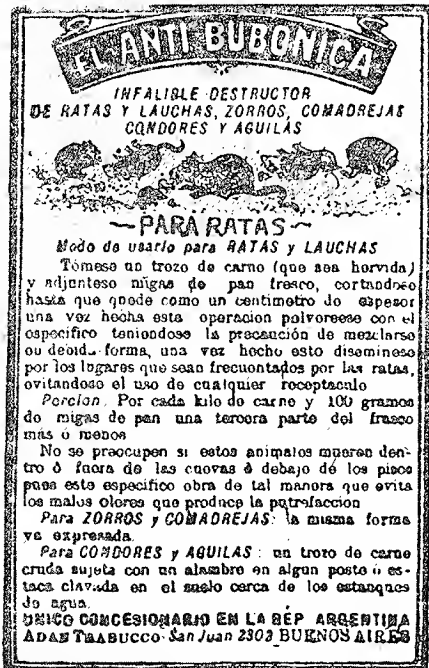 EL ANTI BUBONICA
INFALIBLE DESTRUCTOR
DE RATAS Y LAUCHAS, ZORROS, COMADREJAS
CONDORES Y AGUILAS
PARA RATAS
Modo de usarlo para RATAS y LAUCHAS
Tómese un trozo de carne (que sea hervida)
y adjuntese migas de pan fresco, cortandose
hasta que quede como un centimetro de espesor
una vez hecha esta operacion polvoreese con el
especifico teniendose la precaución de mezclarse
en debida forma, una vez hecho esto diseminese
por los lugares que sean frecuontados por las ratas,
evitandose el uso de cualquier receptaculo
Porcion. Por cada kilo de carne y 100 gramos
de migas de pan una tercera parte del frasco
más ó menos
No se preocupen si estos animales mueren den-
tro ó fuera de las cuevas ó debajo de los pisos
pues este especifico obra de tal manera que evita
los malos olores que produce la putrefaccion
Para ZORROS y COMADREJAS: la misma forma
ya expresada.
Para CONDORES y AGUILAS: un trozo de carne
cruda sujeta con un alambre en algun poste ó es-
taca clavada en el suelo cerca de los estanques
de agua.
UNICO CONCESIONARIO EN LA REP ARGENTINA
ADAN TRABUCCO San Juan 2303 BUENOS AIRES